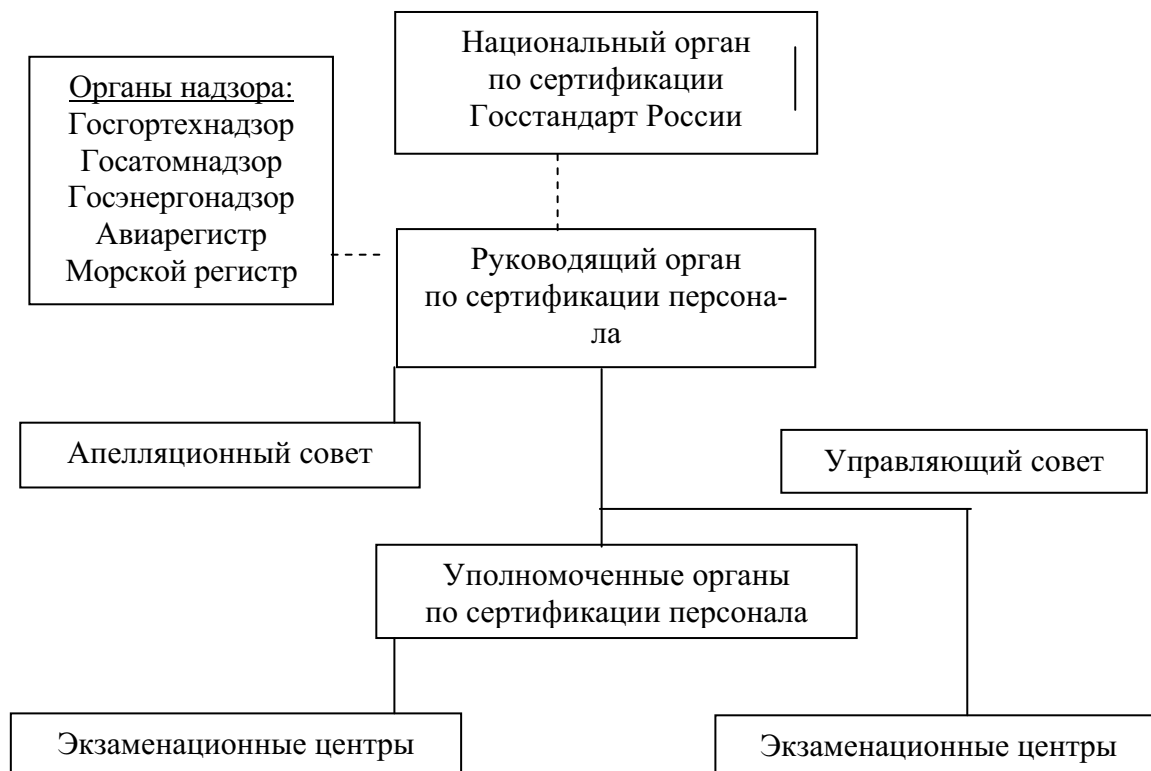 Национальный орган
по сертификации
Госстандарт России
Органы надзора:
Госгортехнадзор
Госатомнадзор
Госэнергонадзор
Авиарегистр
Морской регистр
Руководящий орган
по сертификации персона-
ла
Апелляционный совет
Управляющий совет
Уполномоченные органы
по сертификации персонала
Экзаменационные центры
Экзаменационные центры